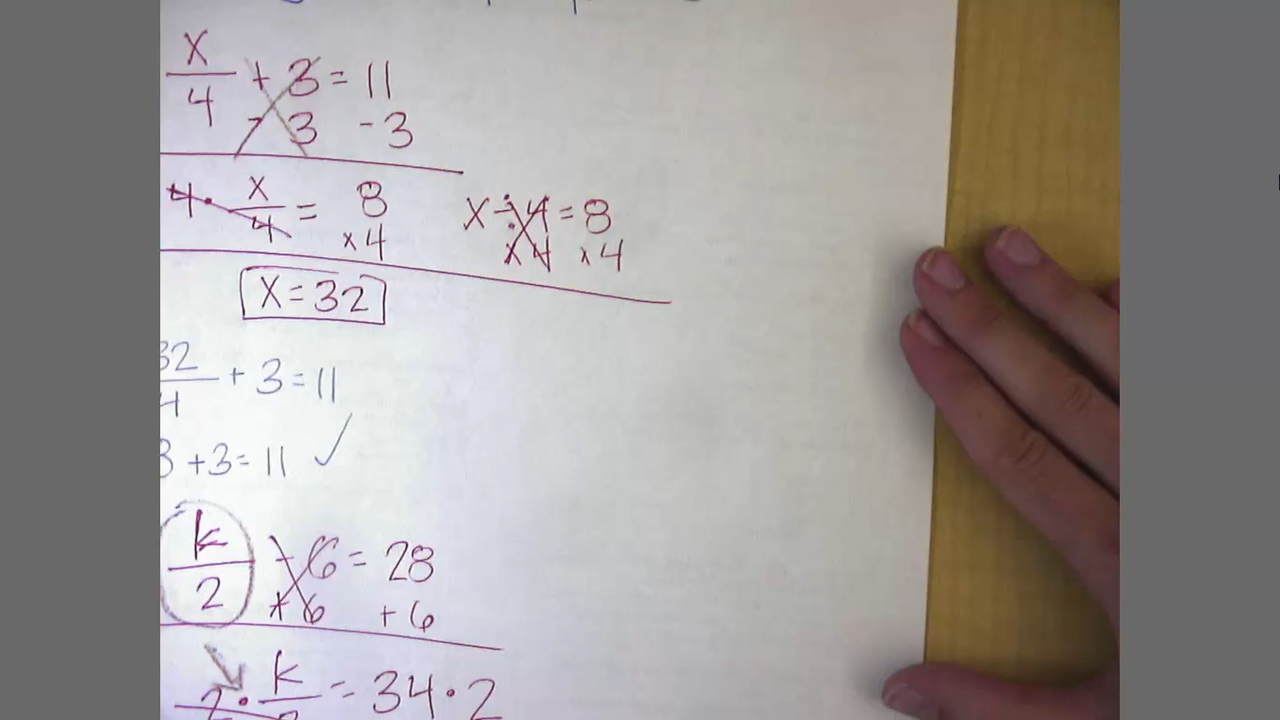 x/4 + 3 = 11
- 3 - 3
4 · x/4 = 8 x ÷ 4 = 8
x4 x4 x4
x = 32
32/4 + 3 = 11
8 + 3 = 11 ✓
k/2 - 6 = 28
+ 6 + 6
2 · k/2 = 34 · 2